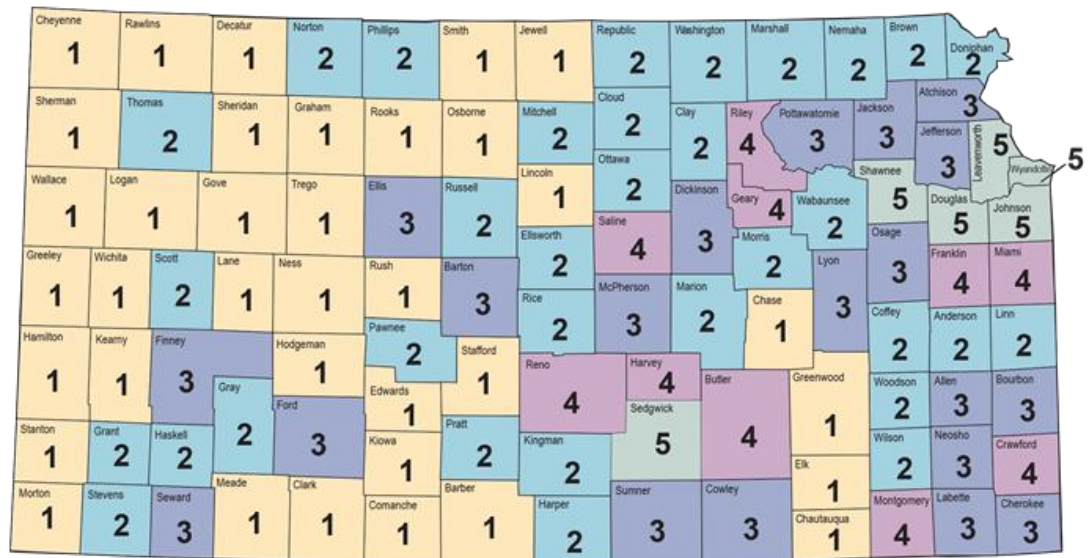 Cheyenne
1
Rawlins
1
Decatur
1
Norton
2
Phillips
2
Smith
1
Jewell
1
Republic
2
Washington
2
Marshall
2
Nemaha
2
Brown
2
Doniphan
2
Sherman
1
Thomas
2
Sheridan
1
Graham
1
Rooks
1
Osborne
1
Mitchell
2
Cloud
2
Clay
2
Riley
4
Pottawatomie
3
Jackson
3
Atchison
3
Jefferson
3
Leavenworth
5
Wyandotte
5
Wallace
1
Logan
1
Gove
1
Trego
1
Ellis
3
Russell
2
Lincoln
1
Ottawa
2
Saline
4
Dickinson
3
Geary
4
Wabaunsee
2
Shawnee
5
Douglas
5
Johnson
5
Greeley
1
Wichita
1
Scott
2
Lane
1
Ness
1
Rush
1
Barton
3
Ellsworth
2
Rice
2
McPherson
3
Marion
2
Morris
2
Chase
1
Lyon
3
Osage
3
Franklin
4
Miami
4
Hamilton
1
Kearny
1
Finney
3
Hodgeman
1
Pawnee
2
Stafford
1
Reno
4
Harvey
4
Butler
4
Greenwood
1
Coffey
2
Anderson
2
Linn
2
Gray
2
Ford
3
Edwards
1
Kiowa
1
Pratt
2
Kingman
2
Sedgwick
5
Woodson
2
Allen
3
Bourbon
3
Stanton
1
Grant
2
Haskell
2
Elk
1
Wilson
2
Neosho
3
Crawford
4
Morton
1
Stevens
2
Seward
3
Meade
1
Clark
1
Comanche
1
Barber
1
Harper
2
Sumner
3
Cowley
3
Chautauqua
1
Montgomery
4
Labette
3
Cherokee
3